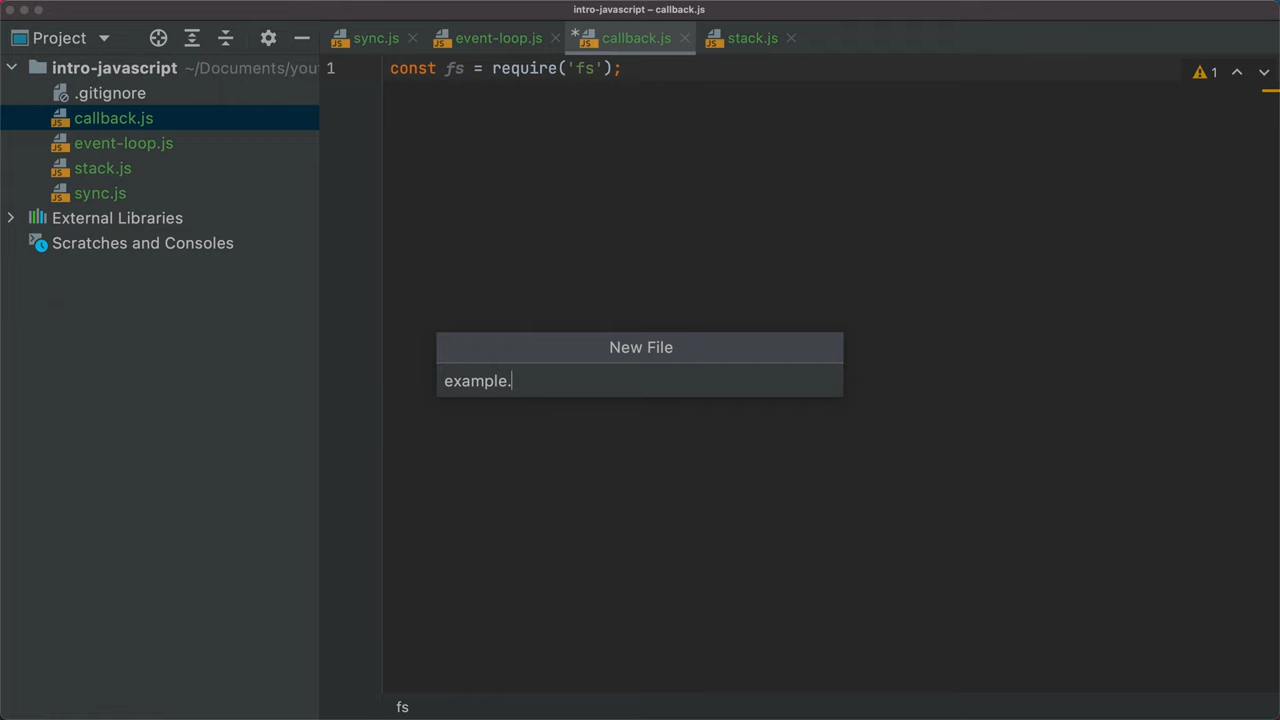 intro-javascript – callback.js
Project
sync.js
event-loop.js
*callback.js
stack.js
intro-javascript ~/Documents/you
.gitignore
callback.js
event-loop.js
stack.js
sync.js
External Libraries
Scratches and Consoles
1 const fs = require('fs');
1
New File
example.
fs